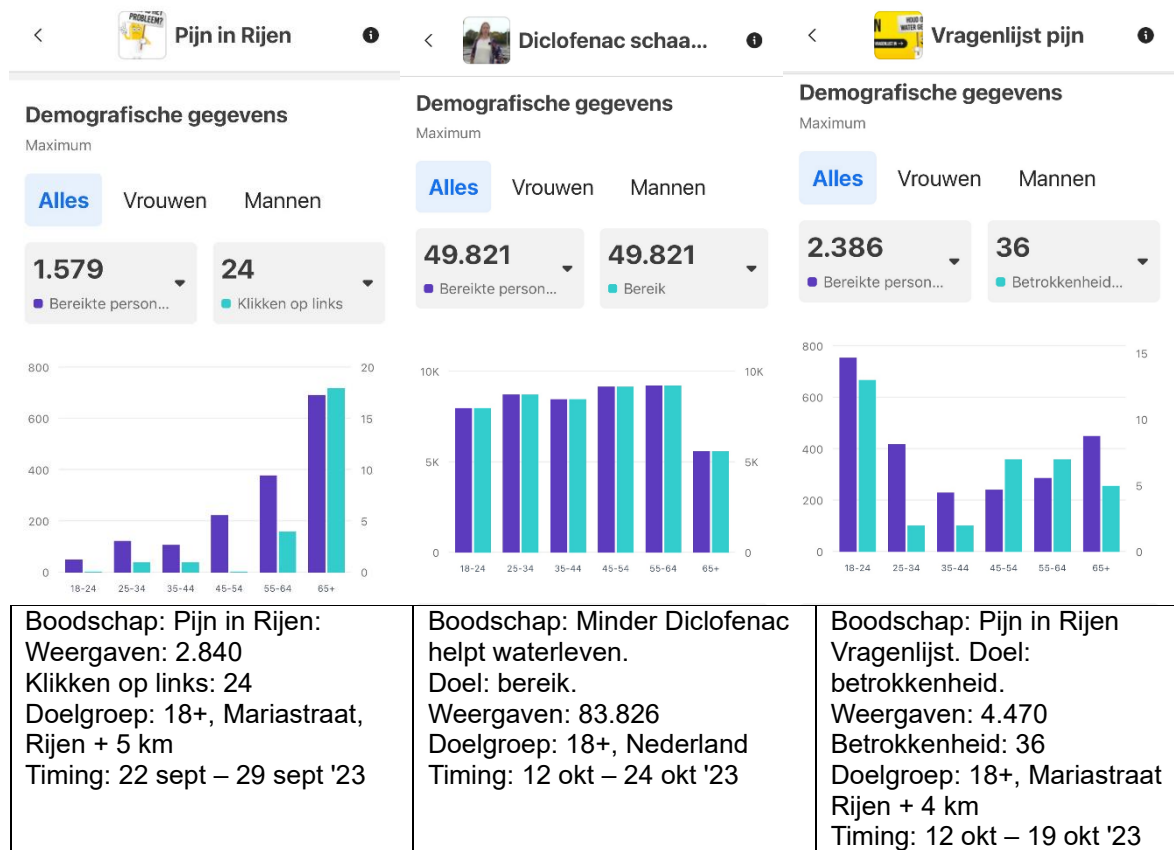 PROBLEEM?
Pijn in Rijen
Demografische gegevens
Maximum
Alles Vrouwen Mannen
1.579 24
Bereikte person... Klikken op links
800 20
600 15
400 10
200 5
0 0
18-24 25-34 35-44 45-54 55-64 65+
Boodschap: Pijn in Rijen:
Weergaven: 2.840
Klikken op links: 24
Doelgroep: 18+, Mariastraat,
Rijen + 5 km
Timing: 22 sept – 29 sept '23
Diclofenac schaa...
Demografische gegevens
Maximum
Alles Vrouwen Mannen
49.821 49.821
Bereikte person... Bereik
10K 10K
5K 5K
0 0
18-24 25-34 35-44 45-54 55-64 65+
Boodschap: Minder Diclofenac
helpt waterleven.
Doel: bereik.
Weergaven: 83.826
Doelgroep: 18+, Nederland
Timing: 12 okt – 24 okt '23
Vragenlijst pijn
Demografische gegevens
Maximum
Alles Vrouwen Mannen
2.386 36
Bereikte person... Betrokkenheid...
800 15
600
400 10
200 5
0 0
18-24 25-34 35-44 45-54 55-64 65+
Boodschap: Pijn in Rijen
Vragenlijst. Doel:
betrokkenheid.
Weergaven: 4.470
Betrokkenheid: 36
Doelgroep: 18+, Mariastraat
Rijen + 4 km
Timing: 12 okt – 19 okt '23